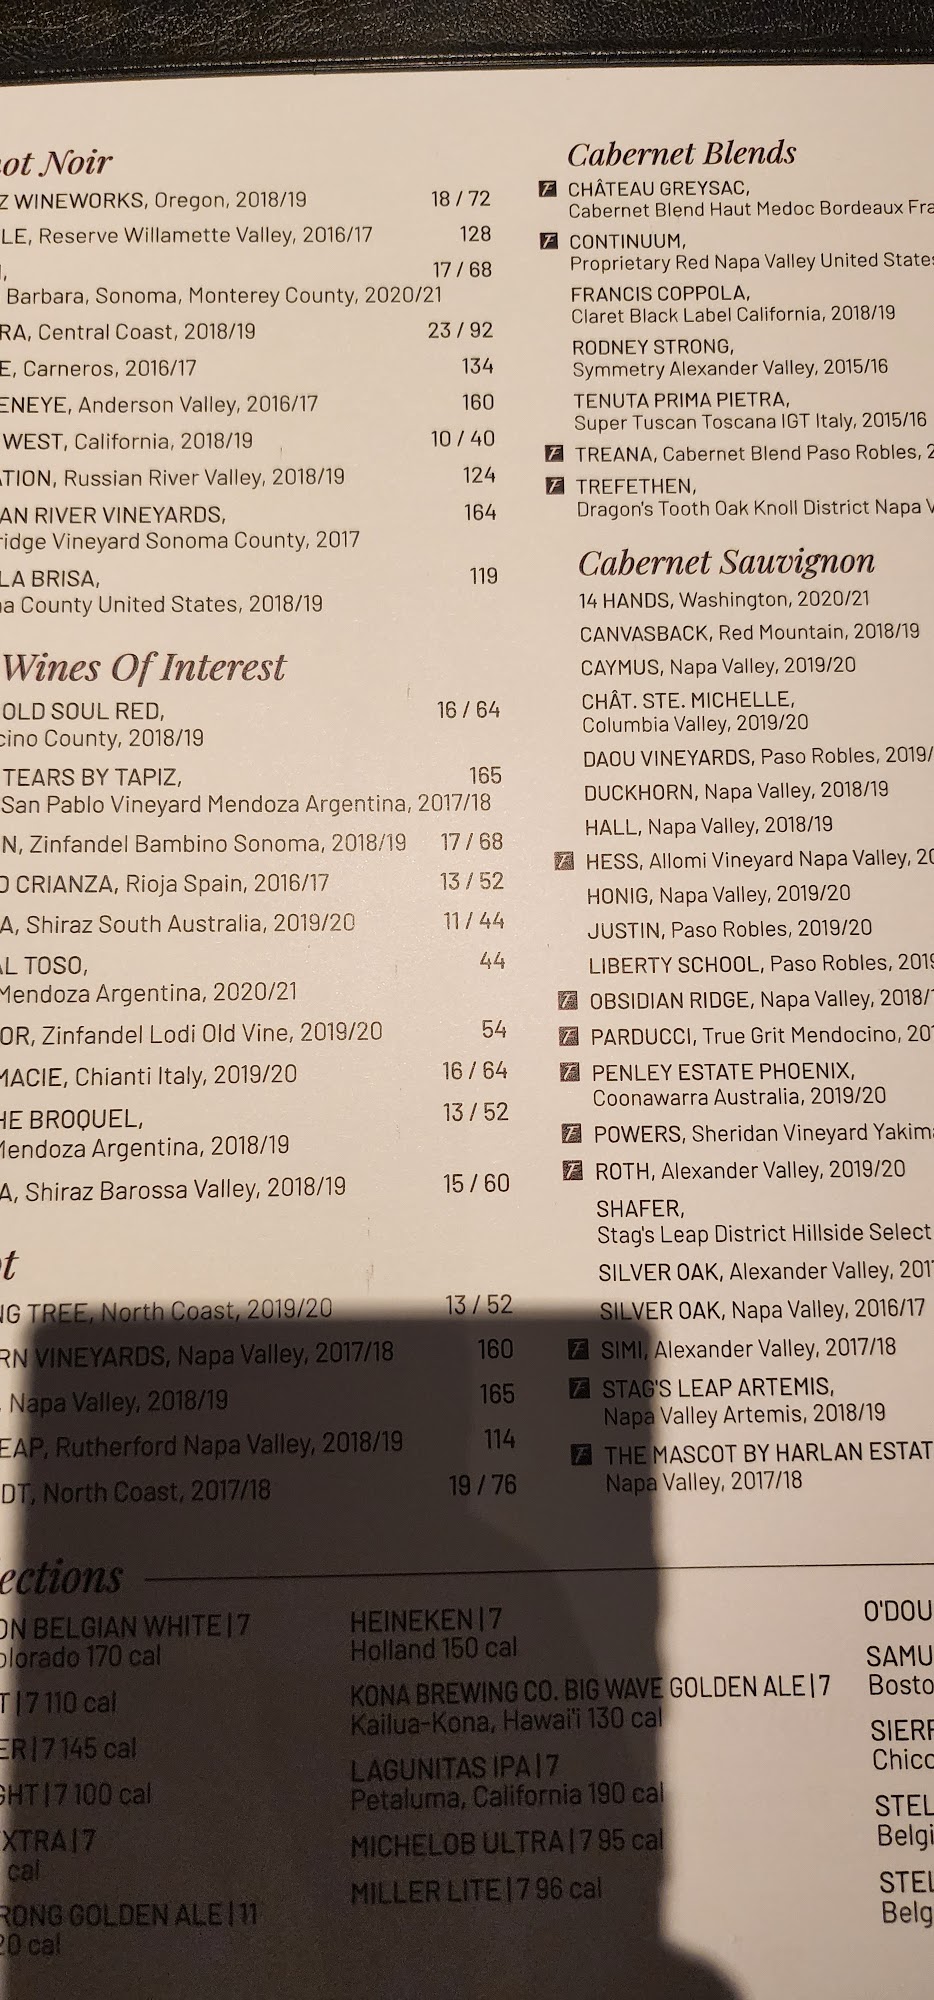 ot Noir
Z WINEWORKS, Oregon, 2018/19 18 / 72
LE, Reserve Willamette Valley, 2016/17 128
17 / 68
Barbara, Sonoma, Monterey County, 2020/21
RA, Central Coast, 2018/19 23 / 92
E, Carneros, 2016/17 134
ENEYE, Anderson Valley, 2016/17 160
WEST, California, 2018/19 10 / 40
ATION, Russian River Valley, 2018/19 124
AN RIVER VINEYARDS, 164
ridge Vineyard Sonoma County, 2017
LA BRISA, 119
a County United States, 2018/19
Wines Of Interest
OLD SOUL RED, 16 / 64
cino County, 2018/19
TEARS BY TAPIZ, 165
San Pablo Vineyard Mendoza Argentina, 2017/18
N, Zinfandel Bambino Sonoma, 2018/19 17 / 68
O CRIANZA, Rioja Spain, 2016/17 13 / 52
A, Shiraz South Australia, 2019/20 11 / 44
AL TOSO, 44
Mendoza Argentina, 2020/21
OR, Zinfandel Lodi Old Vine, 2019/20 54
MACIE, Chianti Italy, 2019/20 16 / 64
HE BROQUEL, 13 / 52
Mendoza Argentina, 2018/19
A, Shiraz Barossa Valley, 2018/19 15 / 60
ot
NG TREE, North Coast, 2019/20 13 / 52
RN VINEYARDS, Napa Valley, 2017/18 160
, Napa Valley, 2018/19 165
EAP, Rutherford Napa Valley, 2018/19 114
DT, North Coast, 2017/18 19 / 76
Cabernet Blends
F CHÂTEAU GREYSAC,
Cabernet Blend Haut Medoc Bordeaux Fra
F CONTINUUM,
Proprietary Red Napa Valley United States
FRANCIS COPPOLA,
Claret Black Label California, 2018/19
RODNEY STRONG,
Symmetry Alexander Valley, 2015/16
TENUTA PRIMA PIETRA,
Super Tuscan Toscana IGT Italy, 2015/16
F TREANA, Cabernet Blend Paso Robles, 2
F TREFETHEN,
Dragon's Tooth Oak Knoll District Napa V
Cabernet Sauvignon
14 HANDS, Washington, 2020/21
CANVASBACK, Red Mountain, 2018/19
CAYMUS, Napa Valley, 2019/20
CHÂT. STE. MICHELLE,
Columbia Valley, 2019/20
DAOU VINEYARDS, Paso Robles, 2019/
DUCKHORN, Napa Valley, 2018/19
HALL, Napa Valley, 2018/19
F HESS, Allomi Vineyard Napa Valley, 20
HONIG, Napa Valley, 2019/20
JUSTIN, Paso Robles, 2019/20
LIBERTY SCHOOL, Paso Robles, 2019
F OBSIDIAN RIDGE, Napa Valley, 2018/1
F PARDUCCI, True Grit Mendocino, 201
F PENLEY ESTATE PHOENIX,
Coonawarra Australia, 2019/20
F POWERS, Sheridan Vineyard Yakima
F ROTH, Alexander Valley, 2019/20
SHAFER,
Stag's Leap District Hillside Select
SILVER OAK, Alexander Valley, 2017
SILVER OAK, Napa Valley, 2016/17
F SIMI, Alexander Valley, 2017/18
F STAG'S LEAP ARTEMIS,
Napa Valley Artemis, 2018/19
F THE MASCOT BY HARLAN ESTAT
Napa Valley, 2017/18
ections
ON BELGIAN WHITE | 7
olorado 170 cal
T | 7 110 cal
ER | 7 145 cal
GHT | 7 100 cal
XTRA | 7
cal
RONG GOLDEN ALE | 11
20 cal
HEINEKEN | 7
Holland 150 cal
KONA BREWING CO. BIG WAVE GOLDEN ALE | 7
Kailua-Kona, Hawai'i 130 cal
LAGUNITAS IPA | 7
Petaluma, California 190 cal
MICHELOB ULTRA | 7 95 cal
MILLER LITE | 7 96 cal
O'DOU
SAMU
Bosto
SIERR
Chico
STEL
Belgi
STEL
Belg